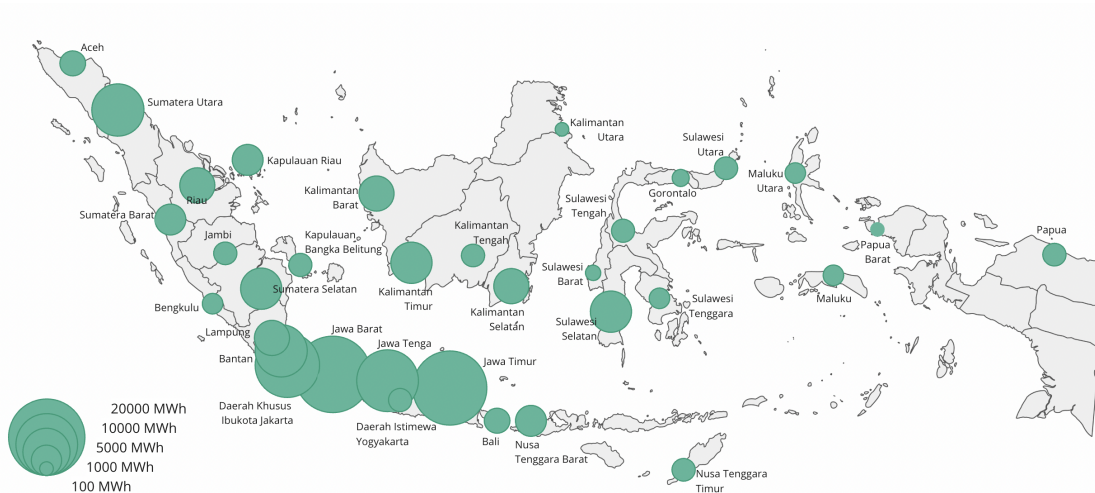 Aceh
Sumatera Utara
Kapulauan Riau
Riau
Sumatera Barat
Jambi
Kapulauan
Bangka Belitung
Sumatera Selatan
Bengkulu
Lampung
Bantan
Daerah Khusus
Ibukota Jakarta
Jawa Barat
Jawa Tenga
Daerah Istimewa
Yogyakarta
Jawa Timur
Bali
Nusa
Tenggara Barat
Nusa Tenggara
Timur
Kalimantan
Barat
Kalimantan
Tengah
Kalimantan
Timur
Kalimantan
Selatan
Kalimantan
Utara
Sulawesi
Utara
Gorontalo
Sulawesi
Tengah
Sulawesi
Barat
Sulawesi
Selatan
Sulawesi
Tenggara
Maluku
Utara
Maluku
Papua
Barat
Papua
20000 MWh
10000 MWh
5000 MWh
1000 MWh
100 MWh